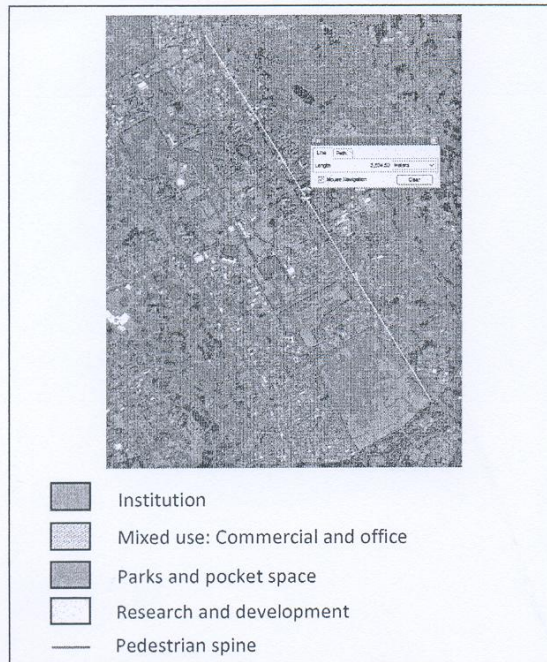 Line Path
Length: Meters
Mouse Navigation Clear
Institution
Mixed use: Commercial and office
Parks and pocket space
Research and development
Pedestrian spine